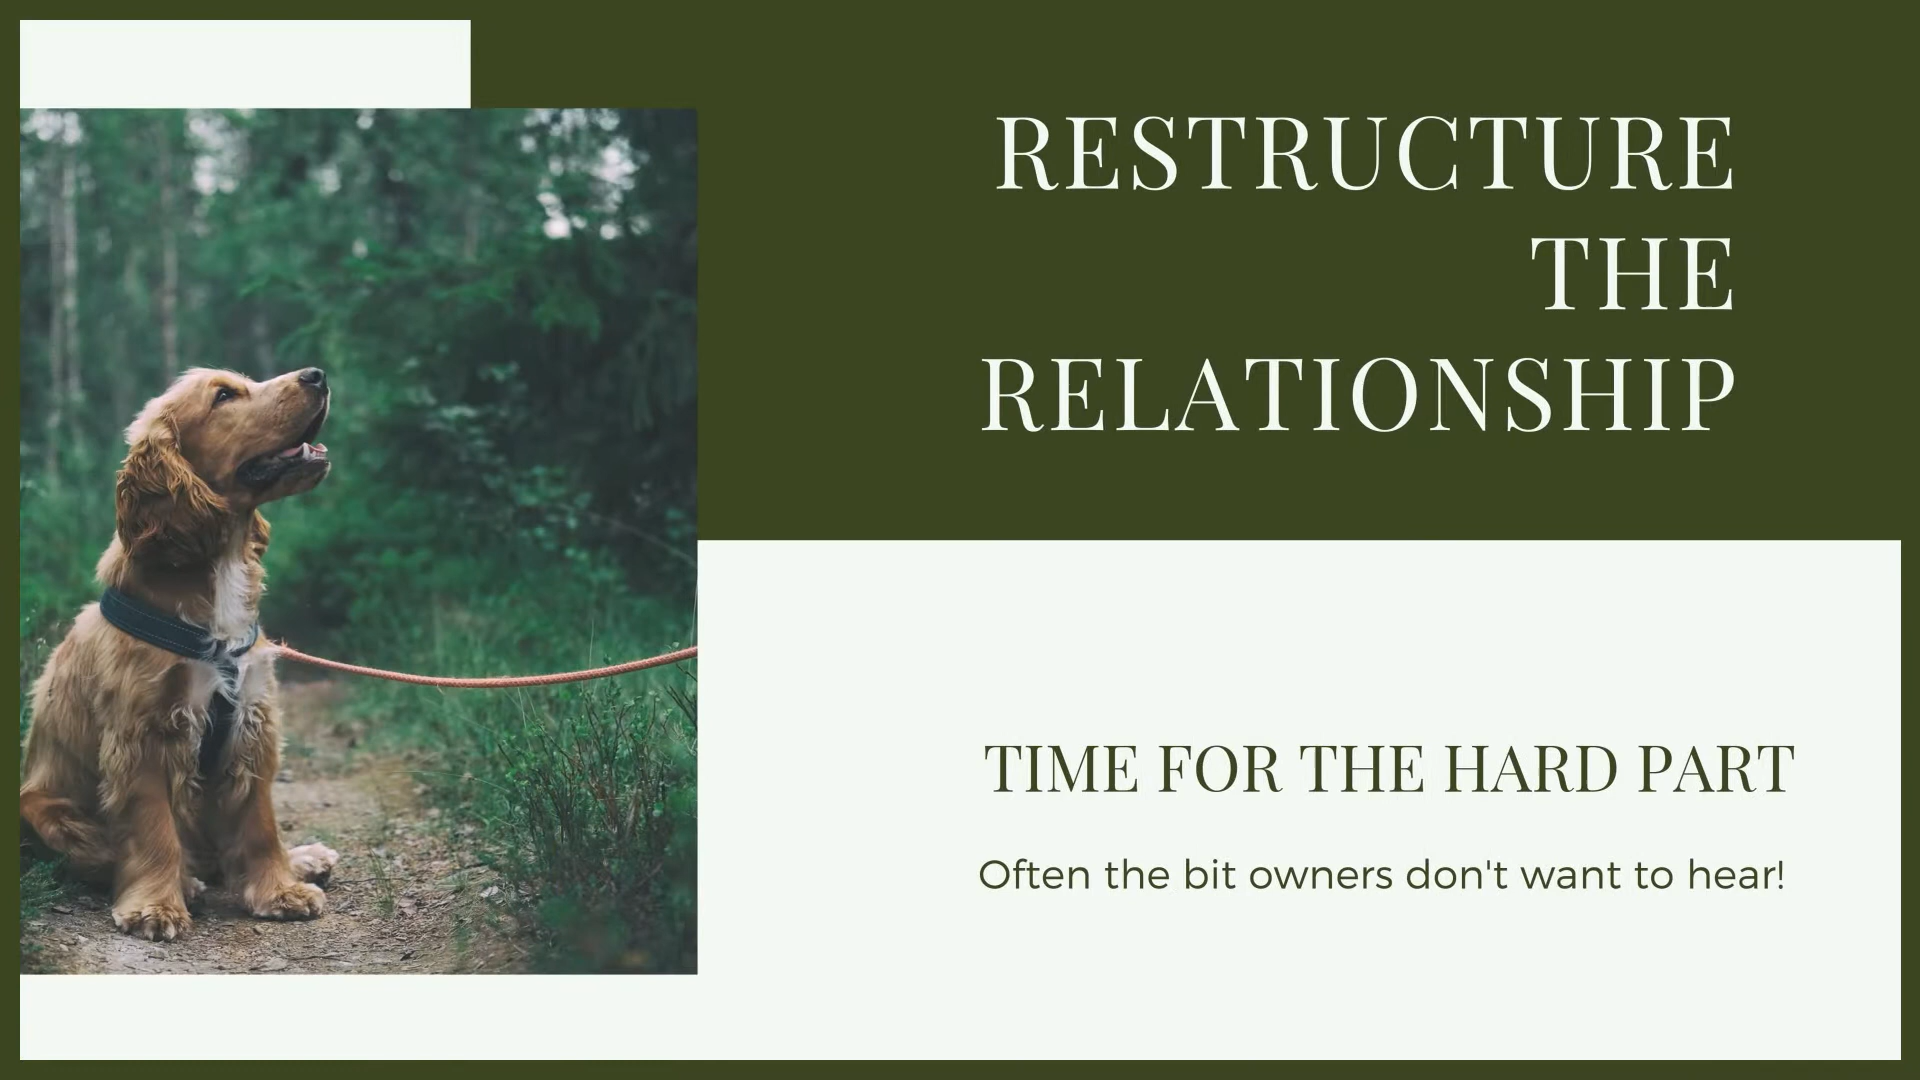 RESTRUCTURE
THE
RELATIONSHIP
TIME FOR THE HARD PART
Often the bit owners don't want to hear!